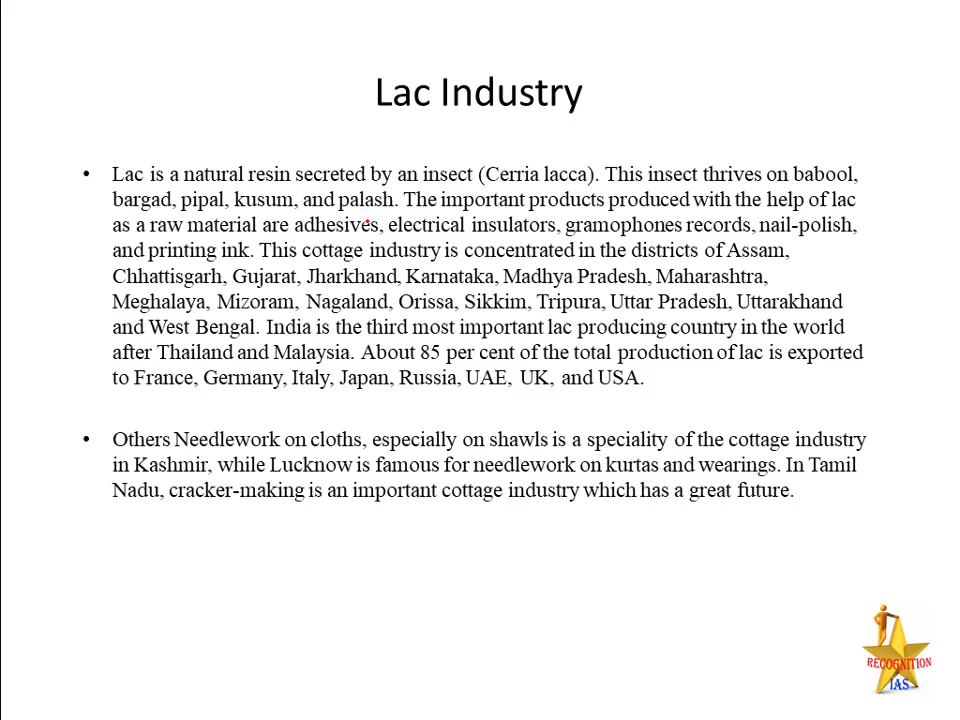 Lac Industry
• Lac is a natural resin secreted by an insect (Cerria lacca). This insect thrives on babool,
bargad, pipal, kusum, and palash. The important products produced with the help of lac
as a raw material are adhesives, electrical insulators, gramophones records, nail-polish,
and printing ink. This cottage industry is concentrated in the districts of Assam,
Chhattisgarh, Gujarat, Jharkhand, Karnataka, Madhya Pradesh, Maharashtra,
Meghalaya, Mizoram, Nagaland, Orissa, Sikkim, Tripura, Uttar Pradesh, Uttarakhand
and West Bengal. India is the third most important lac producing country in the world
after Thailand and Malaysia. About 85 per cent of the total production of lac is exported
to France, Germany, Italy, Japan, Russia, UAE, UK, and USA.
• Others Needlework on cloths, especially on shawls is a speciality of the cottage industry
in Kashmir, while Lucknow is famous for needlework on kurtas and wearings. In Tamil
Nadu, cracker-making is an important cottage industry which has a great future.
RECOGNITION
IAS